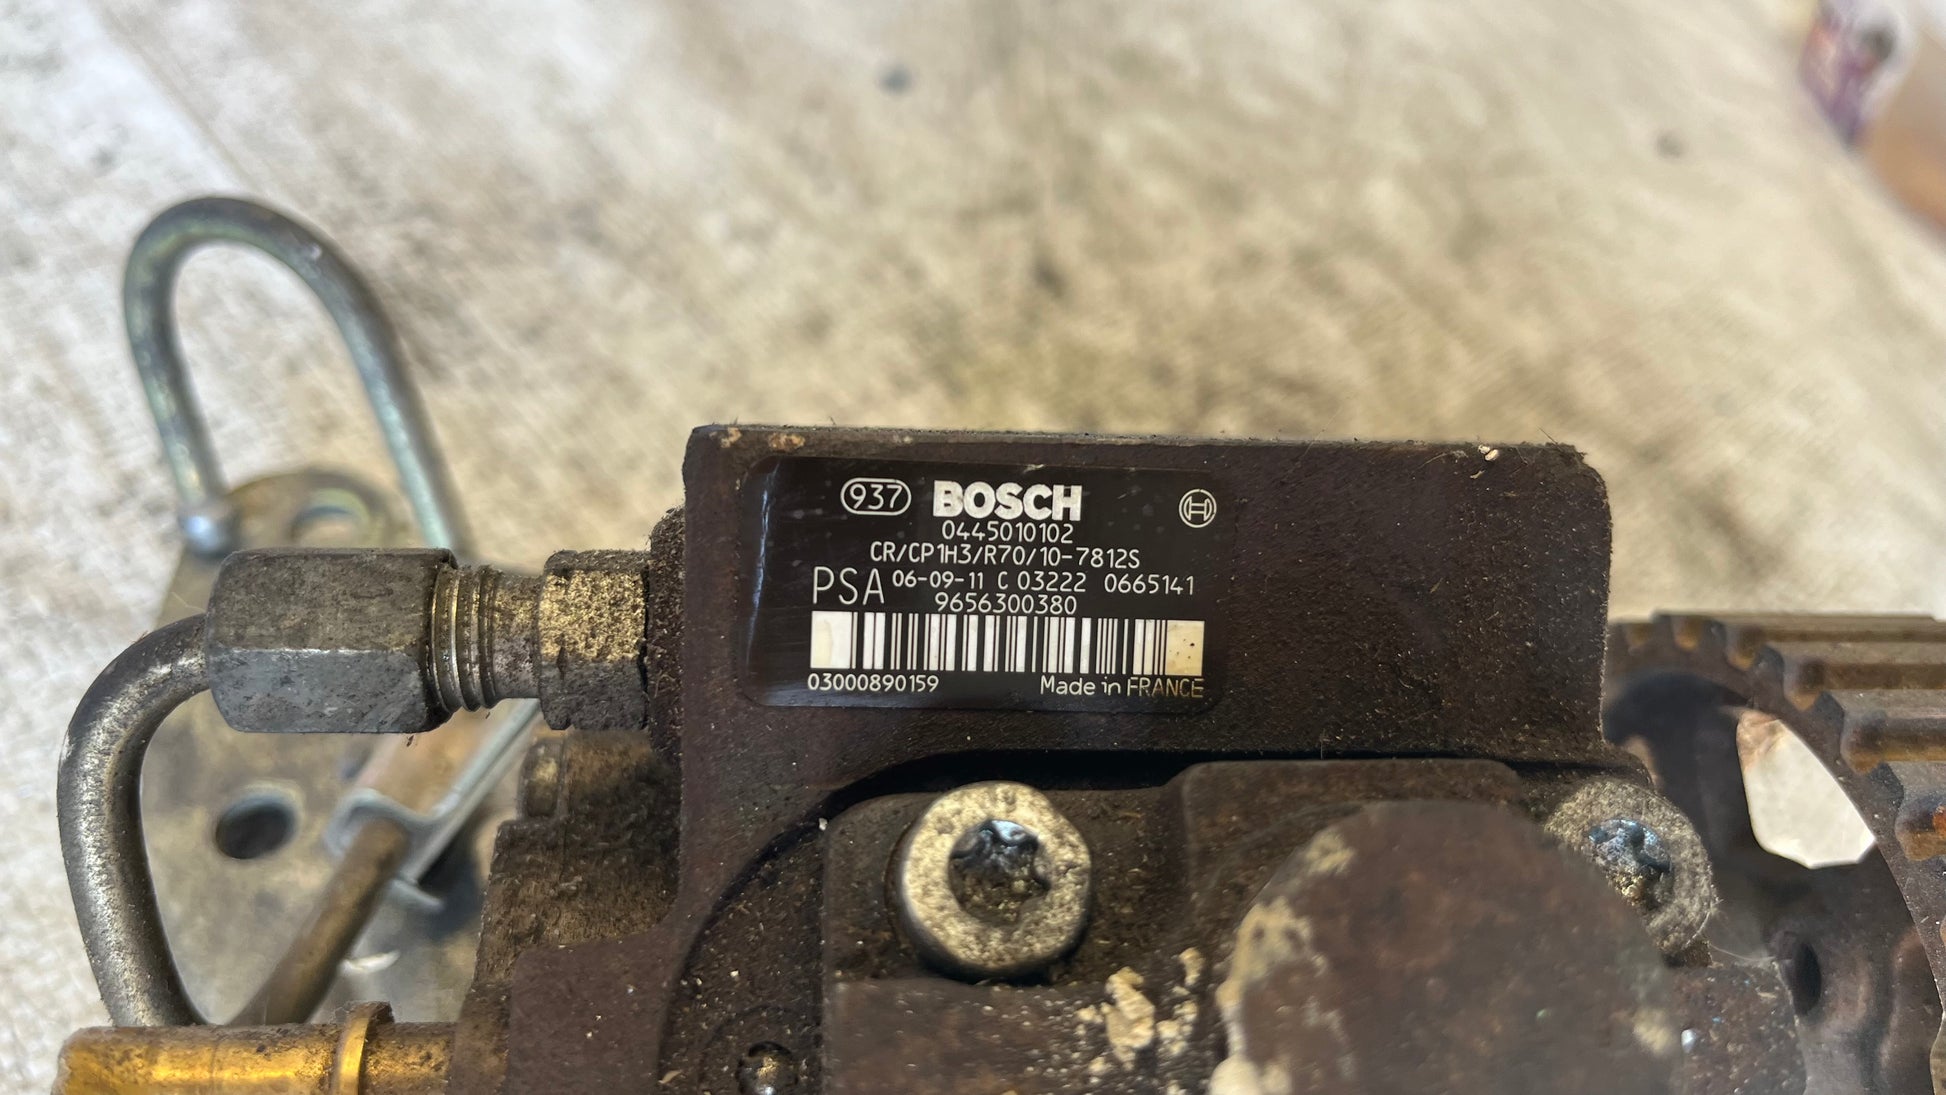 937 BOSCH
0445010102
CR/CP1H3/R70/10-7812S
PSA 06-09-11 C 03222 0665141
9656300380
03000890159 Made in FRANCE